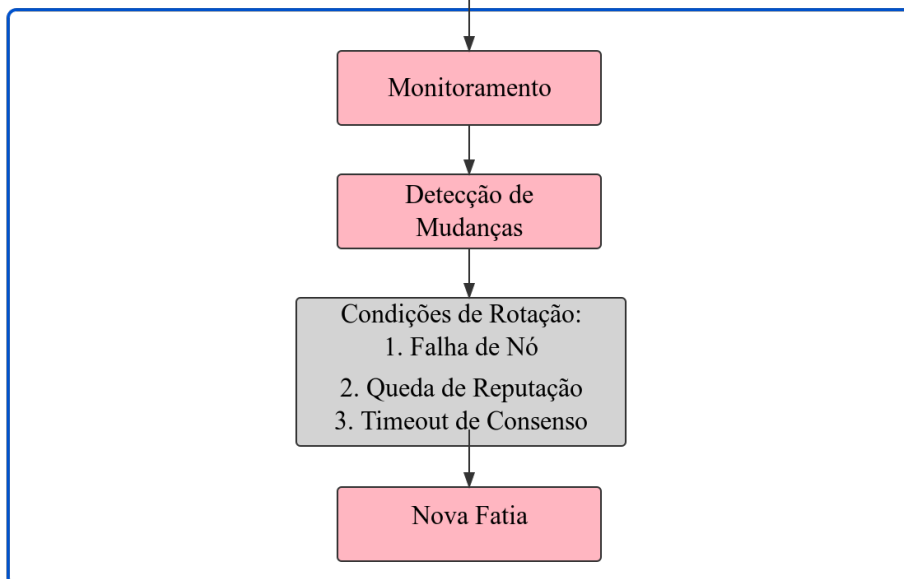 Monitoramento
Detecção de
Mudanças
Condições de Rotação:
1. Falha de Nó
2. Queda de Reputação
3. Timeout de Consenso
Nova Fatia